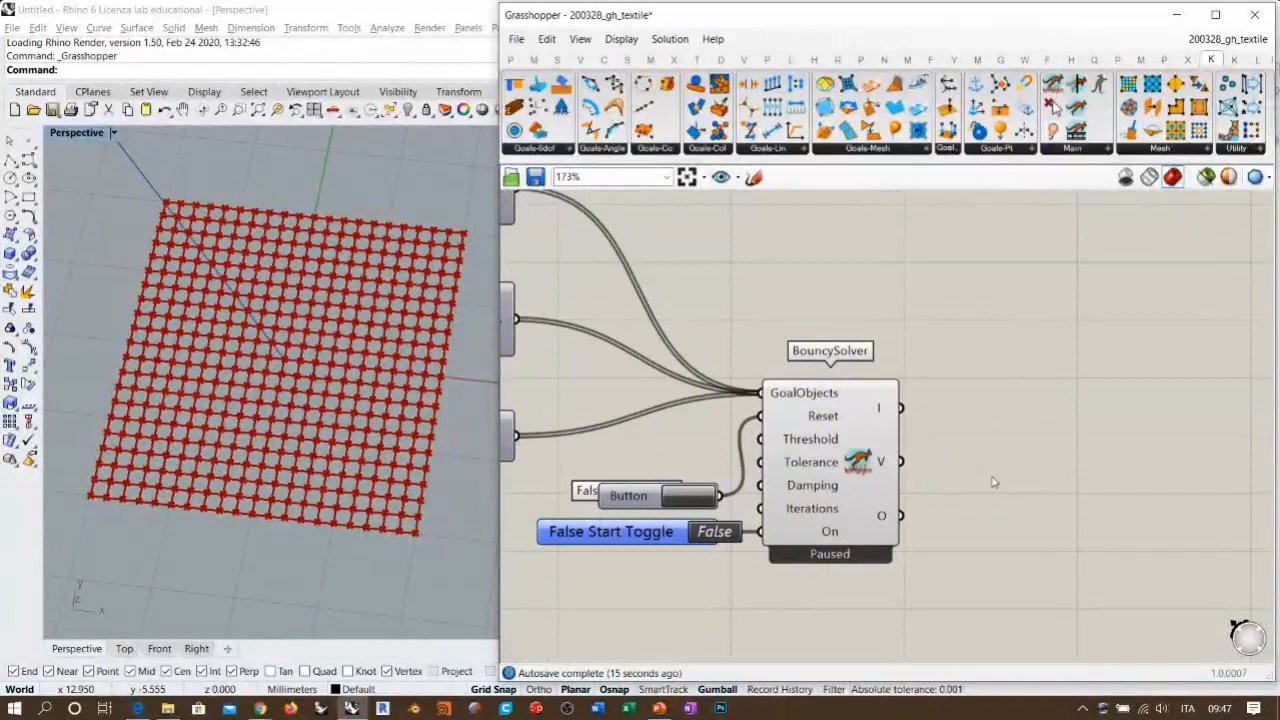 Untitled - Rhino 6 Licenza lab educational - [Perspective]
File Edit View Curve Surface Solid Mesh Dimension Transform Tools Analyze Render Panels
Loading Rhino Render, version 1.50, Feb 24 2020, 13:32:46
Command: _Grasshopper
Command:
Standard CPlanes Set View Display Select Viewport Layout Visibility Transform
Perspective
y
z
x
Perspective Top Front Right
End Near Point Mid Cen Int Perp Tan Quad Knot Vertex Project
World x 12.950 y -5.555 z 0.000 Millimeters Default Grid Snap Ortho Planar Osnap SmartTrack Gumball Record History Filter Absolute tolerance: 0.001
Grasshopper - 200328_gh_textile*
File Edit View Display Solution Help
200328_gh_textile*
P M S V C M X T D V P L M F G P U K F H M U K L
Goals-6dof Goals-Angle Goals-Co Goals-Col Goals-Lin Goals-Mesh Goal.. Goals-Pt Main Mesh Utility
173%
BouncySolver
GoalObjects
Reset
Threshold
Tolerance
Damping
Iterations
On
I
V
O
Paused
Fals
Button
False Start Toggle False
Autosave complete (15 seconds ago)
1.0.0007
ITA 09:47